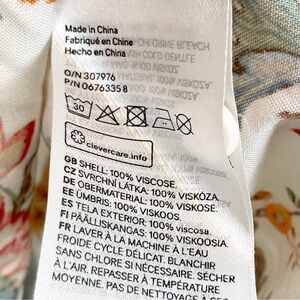 Made in China
Fabriqué en Chine
Hecho en China
O/N 307976
P/N 0676335 8
30
clevercare.info
GB SHELL: 100% VISCOSE.
CZ SVRCHNÍ LÁTKA: 100% VISKÓZA.
DE OBERMATERIAL: 100% VISKOSE.
EE ÜMBRIS: 100% VISKOOS.
ES TELA EXTERIOR: 100% viscosa.
FI PÄÄLLISKANGAS: 100% VISKOOSIA.
FR LAVER À LA MACHINE À L'EAU
FROIDE CYCLE DÉLICAT. BLANCHIR
SANS CHLORE SI NÉCESSAIRE. SÉCHER
À L'AIR. REPASSER À TEMPÉRATURE
MOYENNE. PAS DE NETTOYAGE À SEC